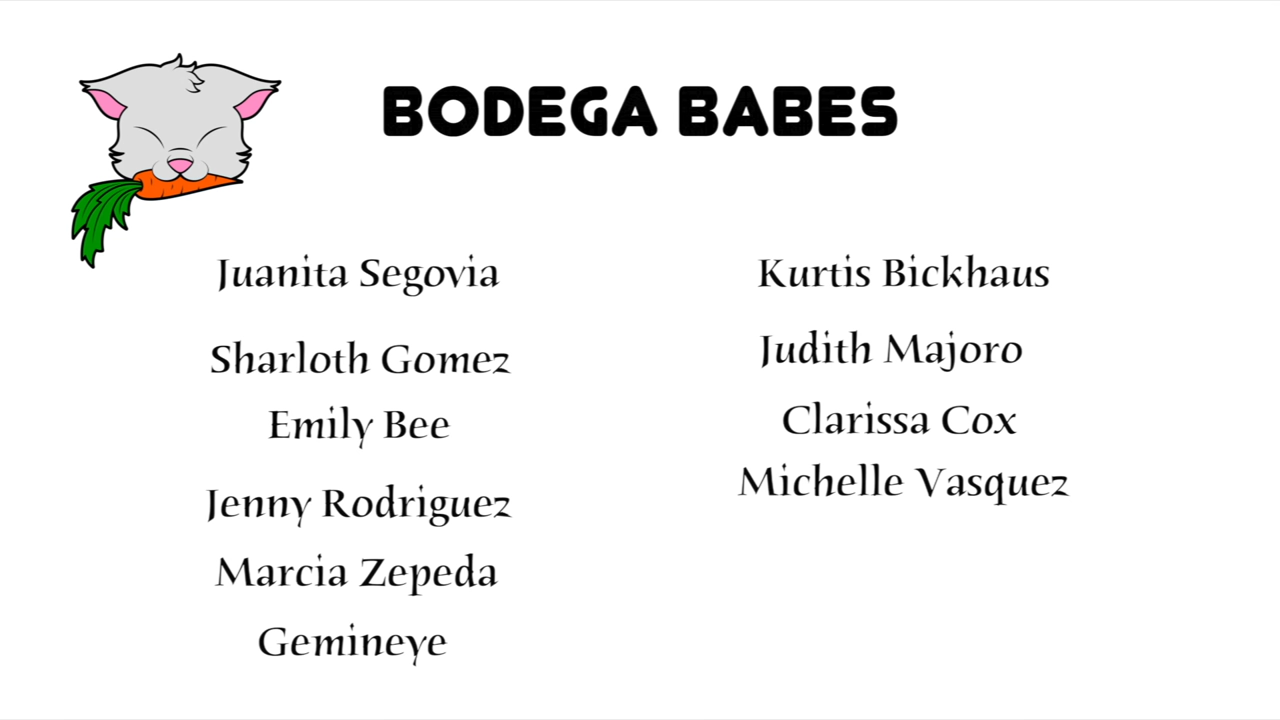 BODEGA BABES
Juanita Segovia
Sharloth Gomez
Emily Bee
Jenny Rodriguez
Marcia Zepeda
Gemineye
Kurtis Bickhaus
Judith Majoro
Clarissa Cox
Michelle Vasquez